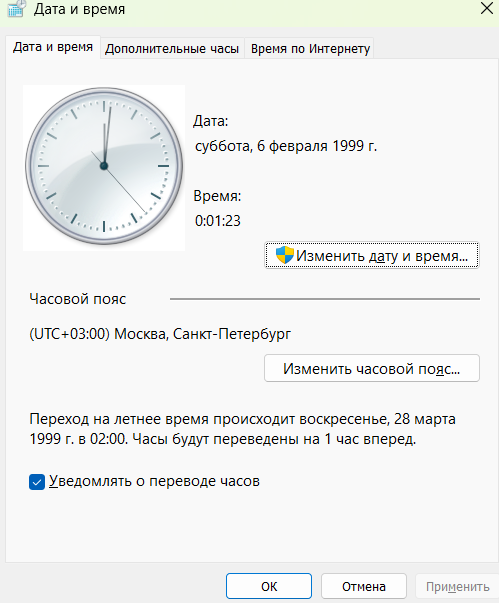 Дата и время
Дата и время
Дополнительные часы
Время по Интернету
Дата:
суббота, 6 февраля 1999 г.
Время:
0:01:23
Изменить дату и время...
Часовой пояс
(UTC+03:00) Москва, Санкт-Петербург
Изменить часовой пояс...
Переход на летнее время происходит воскресенье, 28 марта
1999 г. в 02:00. Часы будут переведены на 1 час вперед.
Уведомлять о переводе часов
ОК
Отмена
Применить